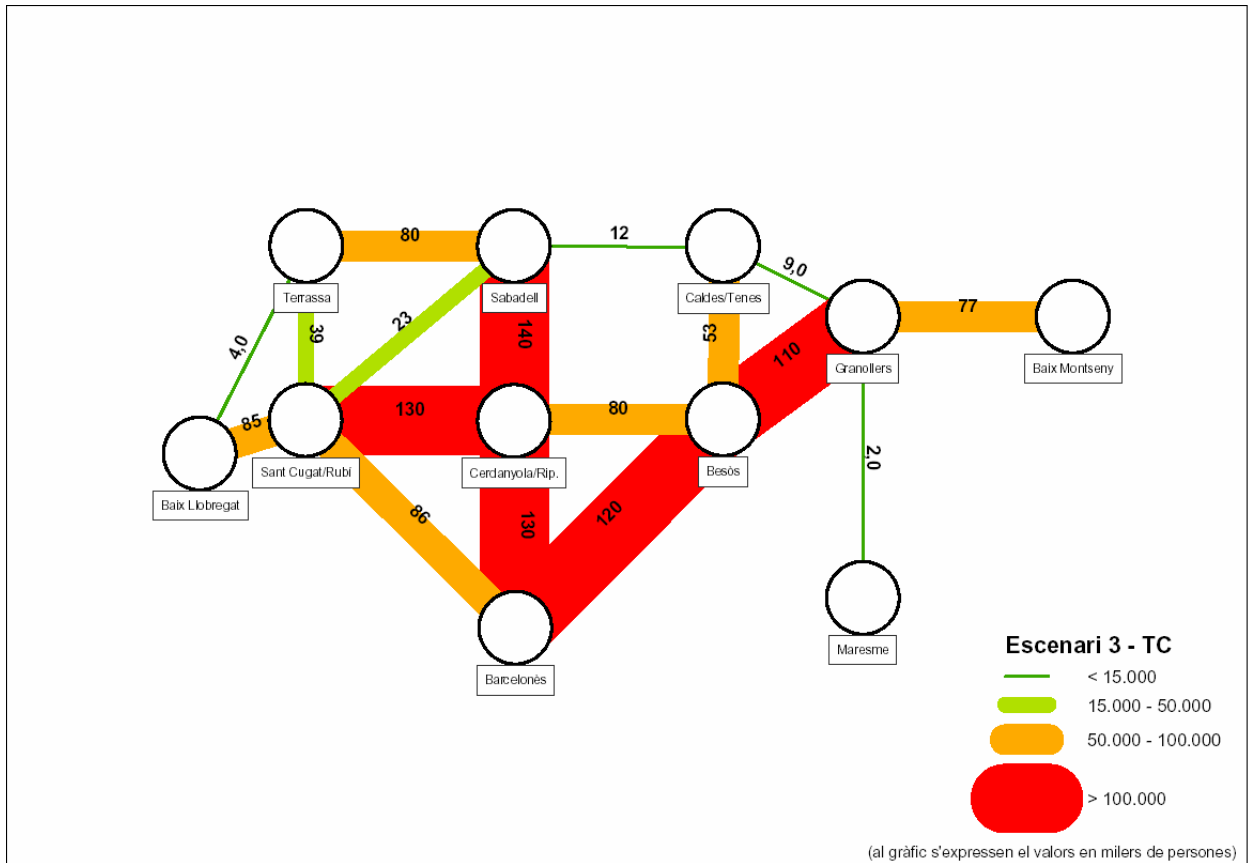 80
12
9,0
Terrassa
Sabadell
Caldes/Tenes
77
4,0
39
23
140
53
110
Granollers
Baix Montseny
85
130
80
Sant Cugat/Rubí
Cerdanyola/Rip.
Besòs
2,0
Baix Llobregat
86
130
120
Barcelonès
Maresme
Escenari 3 - TC
< 15.000
15.000 - 50.000
50.000 - 100.000
> 100.000
(al gràfic s'expressen el valors en milers de persones)